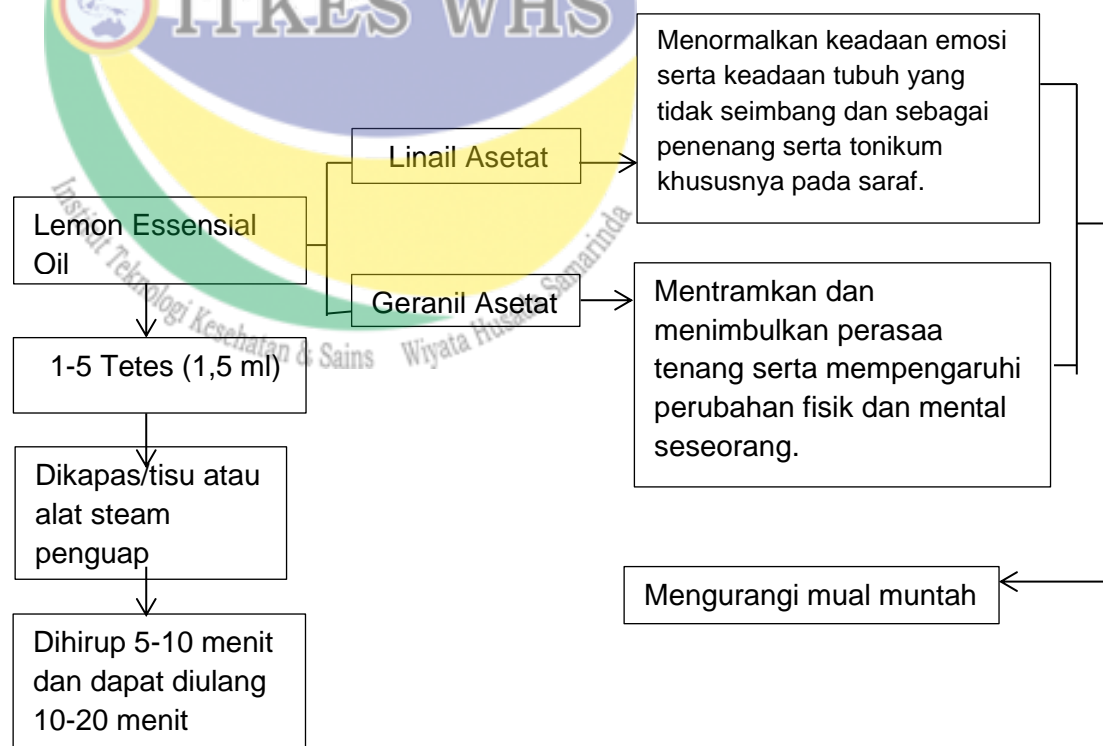 ITKES WHS
Menormalkan keadaan emosi
serta keadaan tubuh yang
tidak seimbang dan sebagai
penenang serta tonikum
khususnya pada saraf.
Linail Asetat
Lemon Essensial
Oil
Geranil Asetat
Mentramkan dan
menimbulkan perasaa
tenang serta mempengaruhi
perubahan fisik dan mental
seseorang.
1-5 Tetes (1,5 ml)
Dikapas/tisu atau
alat steam
penguap
Mengurangi mual muntah
Dihirup 5-10 menit
dan dapat diulang
10-20 menit
Institut Teknologi Kesehatan & Sains Wiyata Husada Samarinda